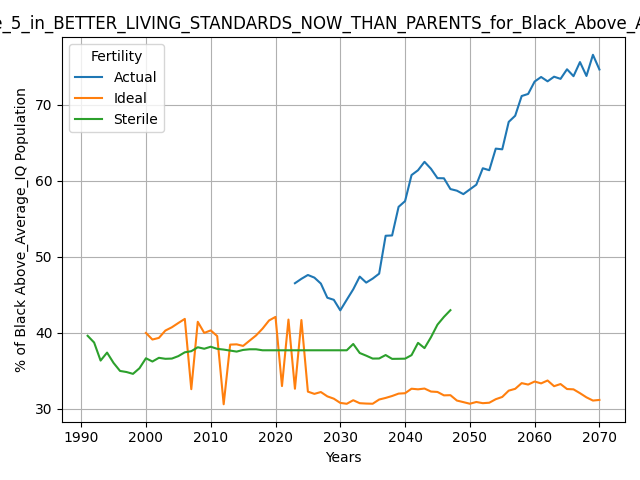 _5_in_BETTER_LIVING_STANDARDS_NOW_THAN_PARENTS_for_Black_Above_A
Fertility
Actual
Ideal
Sterile
% of Black Above_Average_IQ Population
70
60
50
40
30
1990
2000
2010
2020
2030
2040
2050
2060
2070
Years